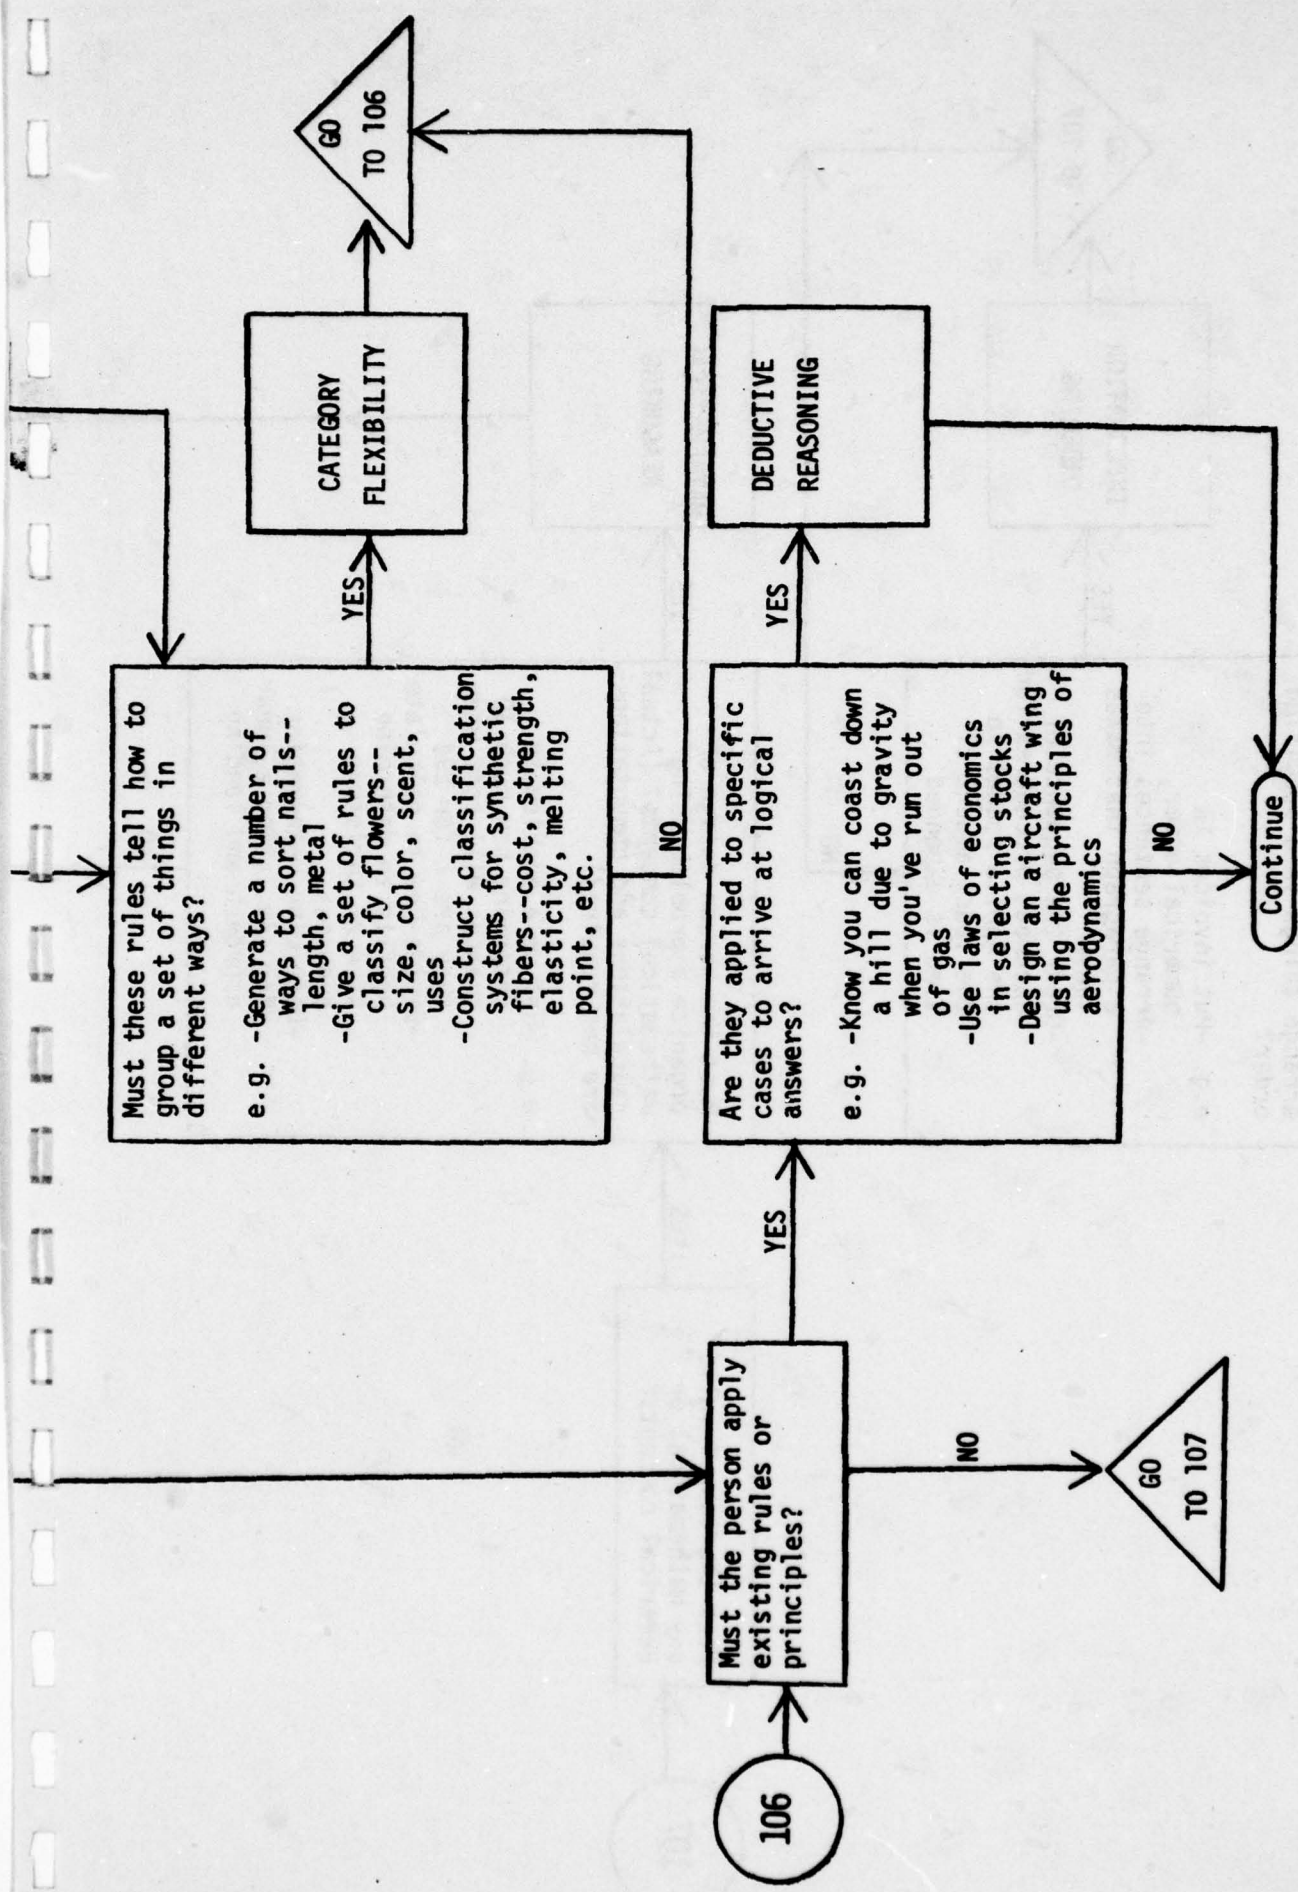 Must these rules tell how to
group a set of things in
different ways?
e.g. -Generate a number of
ways to sort nails--
length, metal
-Give a set of rules to
classify flowers--
size, color, scent,
uses
-Construct classification
systems for synthetic
fibers--cost, strength,
elasticity, melting
point, etc.
YES
CATEGORY
FLEXIBILITY
GO
TO 106
NO
106
Must the person apply
existing rules or
principles?
YES
NO
GO
TO 107
Are they applied to specific
cases to arrive at logical
answers?
e.g. -Know you can coast down
a hill due to gravity
when you've run out
of gas
-Use laws of economics
in selecting stocks
-Design an aircraft wing
using the principles of
aerodynamics
YES
DEDUCTIVE
REASONING
NO
Continue